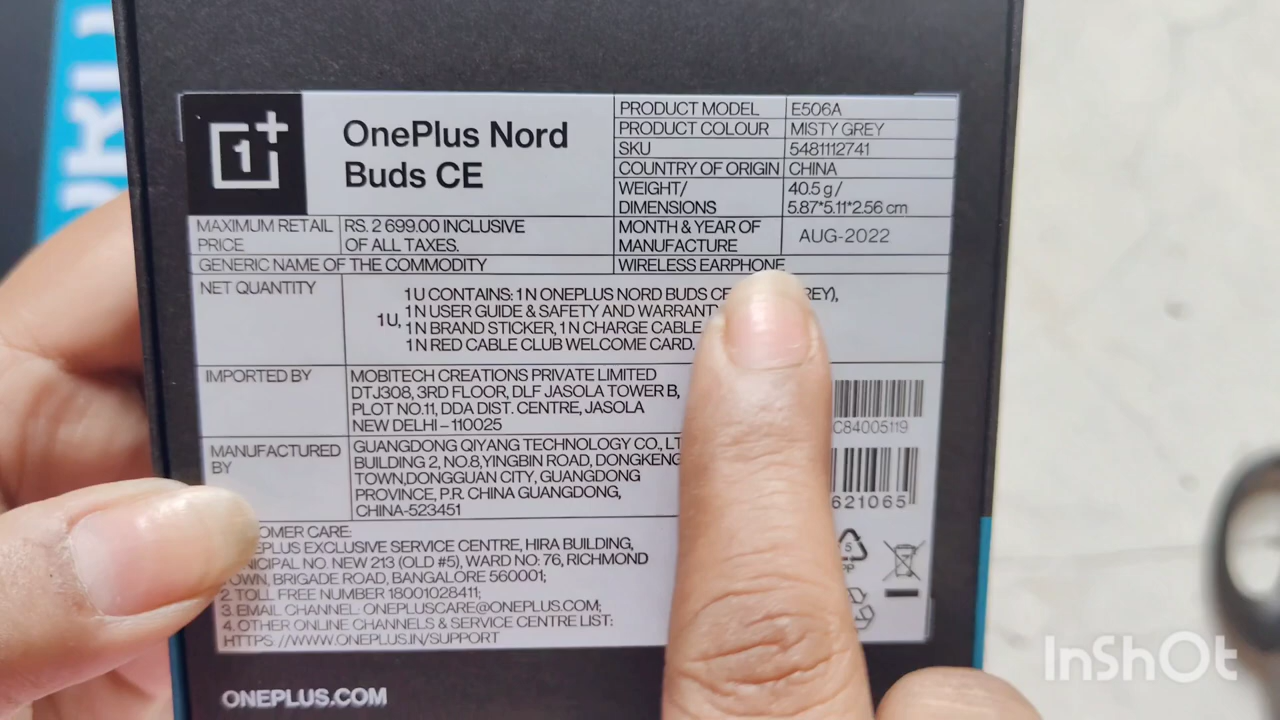 OnePlus Nord
Buds CE
PRODUCT MODEL E506A
PRODUCT COLOUR MISTY GREY
SKU 5481112741
COUNTRY OF ORIGIN CHINA
WEIGHT/ 40.5 g/
DIMENSIONS 5.87*5.11*2.56 cm
MAXIMUM RETAIL RS. 2 699.00 INCLUSIVE
PRICE OF ALL TAXES.
MONTH & YEAR OF
MANUFACTURE AUG-2022
GENERIC NAME OF THE COMMODITY WIRELESS EARPHONE
NET QUANTITY
1U, 1U CONTAINS: 1 N ONEPLUS NORD BUDS CE
1 N USER GUIDE & SAFETY AND
1 N BRAND STICKER, 1 N CHARGE CABLE
1 N RED CABLE CLUB WELCOME CARD.
IMPORTED BY MOBITECH CREATIONS PRIVATE LIMITED
DTJ308, 3RD FLOOR, DLF JASOLA TOWER B,
PLOT NO.11, DDA DIST. CENTRE, JASOLA
NEW DELHI – 110025
MANUFACTURED BY GUANGDONG QIYANG TECHNOLOGY CO,
BUILDING 2, NO.8,YINGBIN ROAD, DONGKENG
TOWN,DONGGUAN CITY, GUANGDONG
PROVINCE, P.R. CHINA GUANGDONG,
CHINA-523451
C84005119
621065
CARE:
EXCLUSIVE SERVICE CENTRE, HIRA BUILDING,
NO. NEW 213 (OLD #5), WARD NO: 76, RICHMOND
TOWN, BRIGADE ROAD, BANGALORE 560001;
2. TOLL FREE NUMBER 18001028411;
3. EMAIL CHANNEL: ONEPLUSCARE@ONEPLUS.COM;
4. OTHER ONLINE CHANNELS & SERVICE CENTRE LIST:
HTTPS://WWW.ONEPLUS.IN/SUPPORT
5
PP
ONEPLUS.COM
InShOt